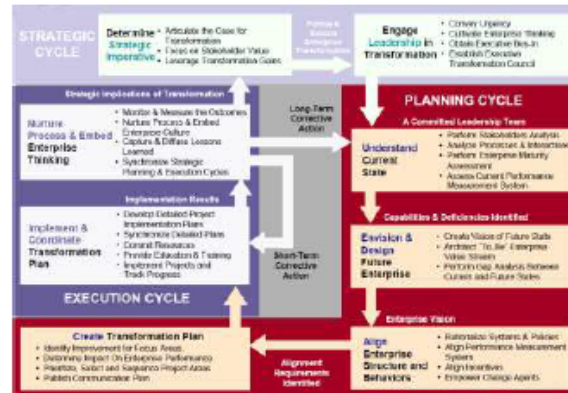 STRATEGIC CYCLE
Determine
Strategic
Imperative
• Articulate the Case for
Transformation
• Focus on Stakeholder Value
• Leverage Transformation Gains
Engage
Leadership in
Transformation
• Convey Urgency
• Cultivate Enterprise Thinking
• Obtain Executive Buy-In
• Establish Executive
Transformation Council
Strategic Implications of Transformation
Nurture
Process & Embed
Enterprise
Thinking
• Monitor & Measure the Outcomes
• Nurture Process & Embed
Enterprise Culture
• Capture & Diffuse Lessons
Learned
• Synchronize Strategic
Planning & Execution Cycles
Long-Term
Corrective
Action
PLANNING CYCLE
A Committed Leadership Team
Understand
Current
State
• Perform Stakeholders Analysis
• Analyze Processes & Interactions
• Perform Enterprise Maturity
Assessment
• Assess Current Performance
Measurement System
Implementation Results
Implement &
Coordinate
Transformation
Plan
• Develop Detailed Project
Implementation Plans
• Synchronize Detailed Plans
• Commit Resources
• Provide Education & Training
• Implement Projects and
Track Progress
Short-Term
Corrective
Action
Capabilities & Deficiencies Identified
Envision &
Design
Future
Enterprise
• Create Vision of Future State
• Architect "To Be" Enterprise
Value Stream
• Perform Gap Analysis Between
Current and Future States
EXECUTION CYCLE
Enterprise Vision
Create Transformation Plan
• Identify Improvement for Focus Areas
• Determine Impact On Enterprise Performance
• Prioritize, Select and Sequence Project Areas
• Publish Communication Plan
Alignment
Requirements
Identified
Align
Enterprise
Structure and
Behaviors
• Rationalize Systems & Policies
• Align Performance Measurement
System
• Align Incentives
• Empower Change Agents